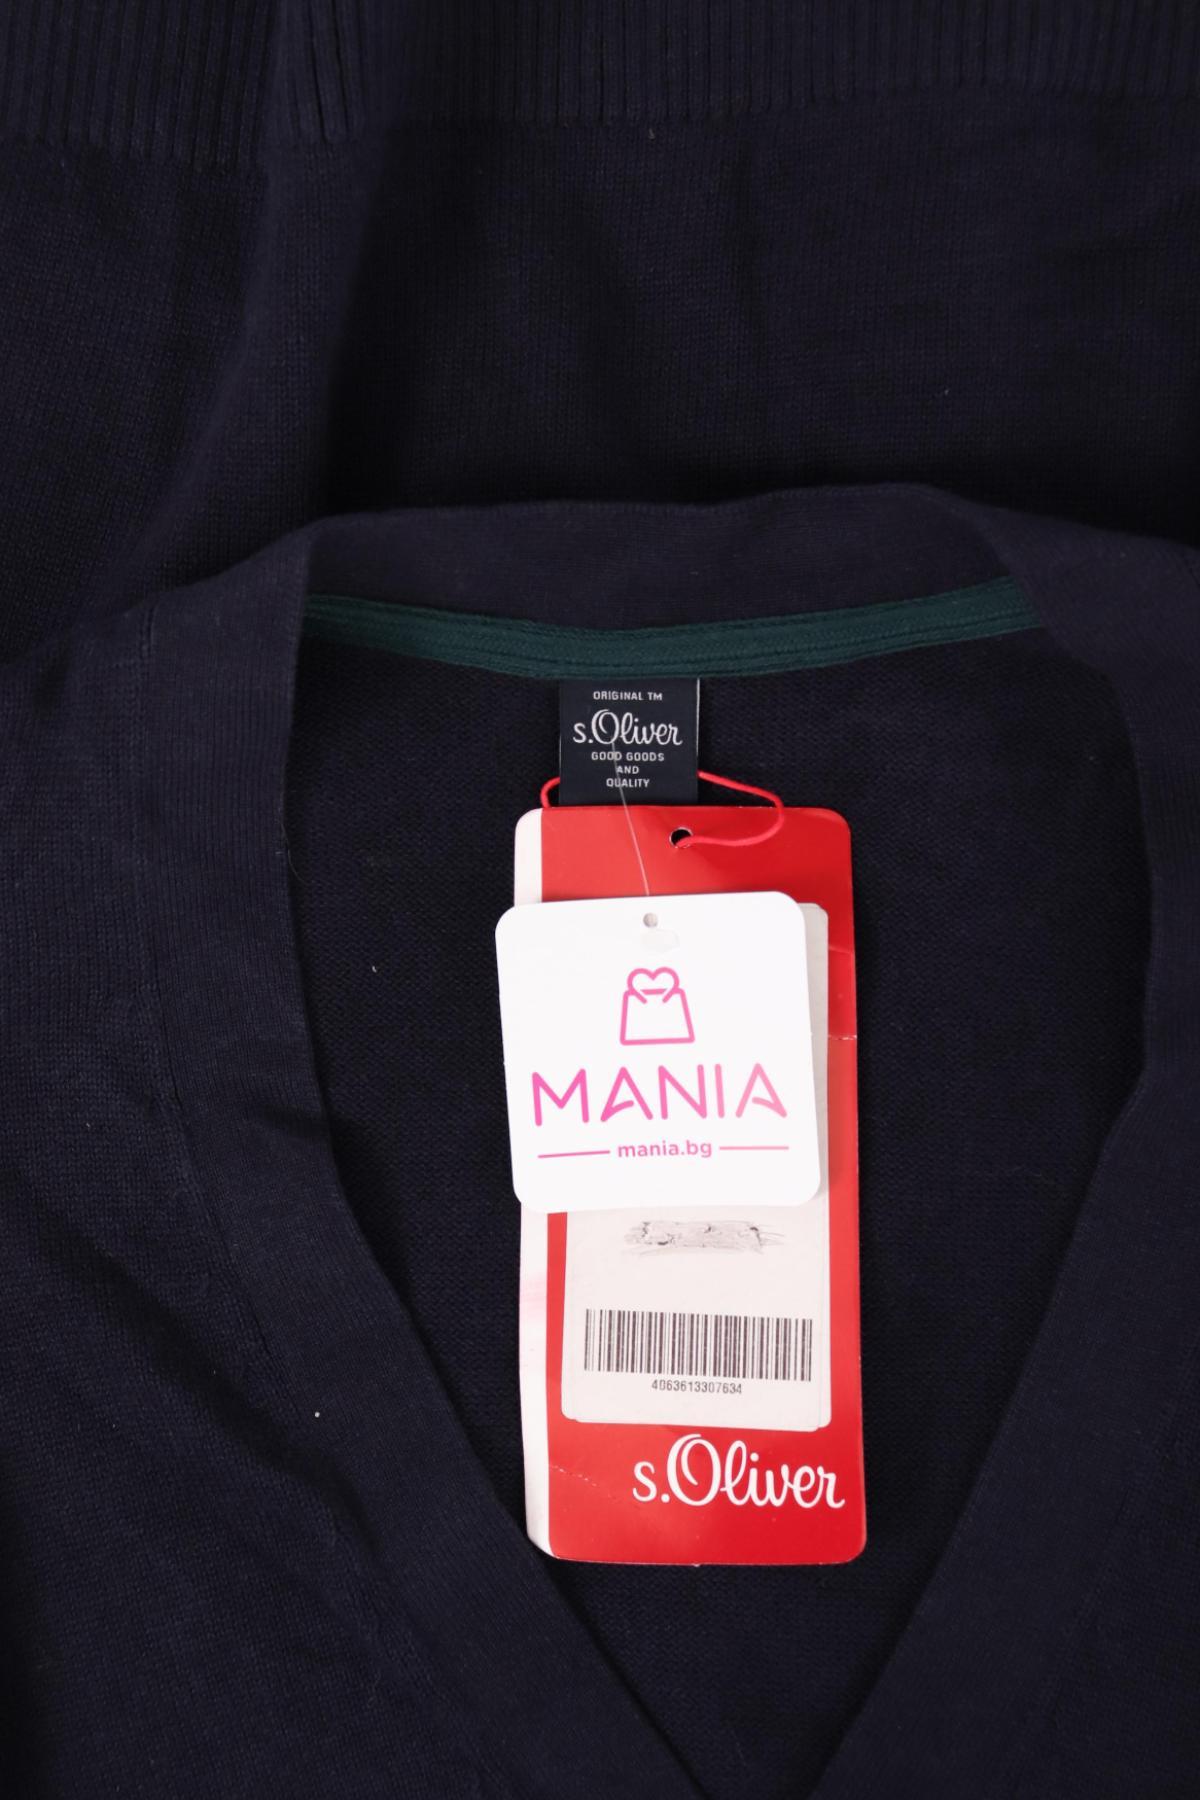 ORIGINAL TM
s.Oliver
GOOD GOODS
AND
QUALITY
MANIA
mania.bg
4063613307634
s.Oliver